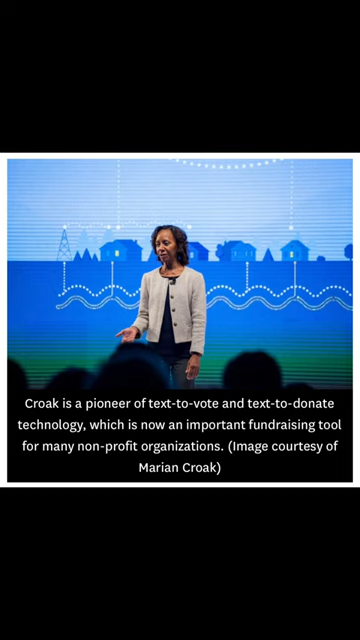 Croak is a pioneer of text-to-vote and text-to-donate
technology, which is now an important fundraising tool
for many non-profit organizations. (Image courtesy of
Marian Croak)